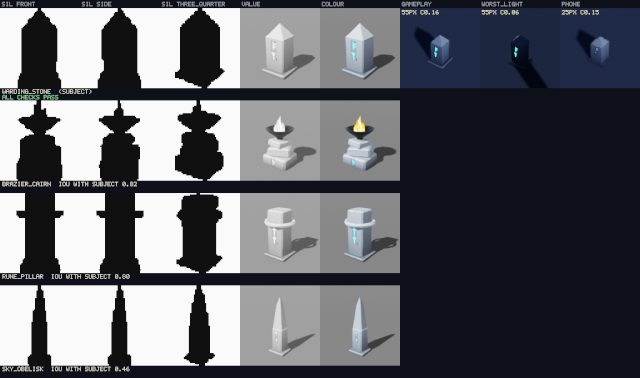 SIL FRONT SIL SIDE SIL THREE_QUARTER VALUE COLOUR GAMEPLAY WORST_LIGHT PHONE
55PX C0.16 55PX C0.06 25PX C0.15
WARDING_STONE (SUBJECT)
ALL CHECKS PASS
BRAZIER_CAIRN IOU WITH SUBJECT 0.82
RUNE_PILLAR IOU WITH SUBJECT 0.80
SKY_OBELISK IOU WITH SUBJECT 0.46